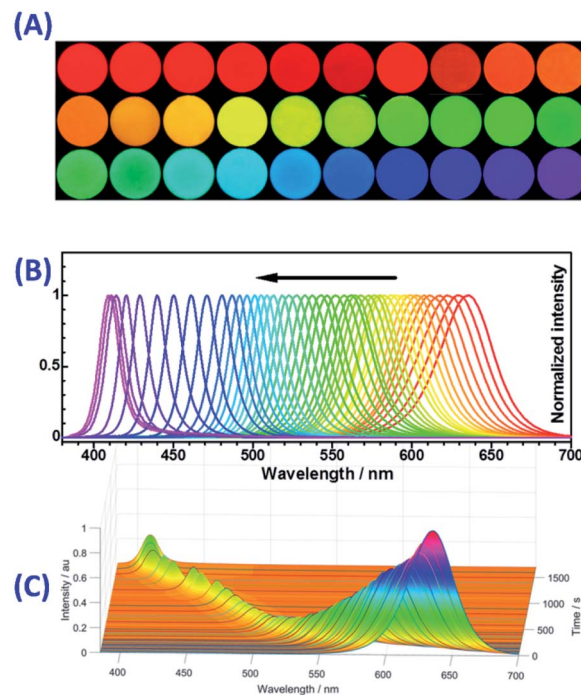 (A)
(B)
1
0.5
0
Normalized intensity
400 450 500 550 600 650 700
Wavelength / nm
(C)
1
0.8
0.6
0.4
0.2
0
Intensity / au
1500
1000
500
0
Time / s
400 450 500 550 600 650 700
Wavelength / nm